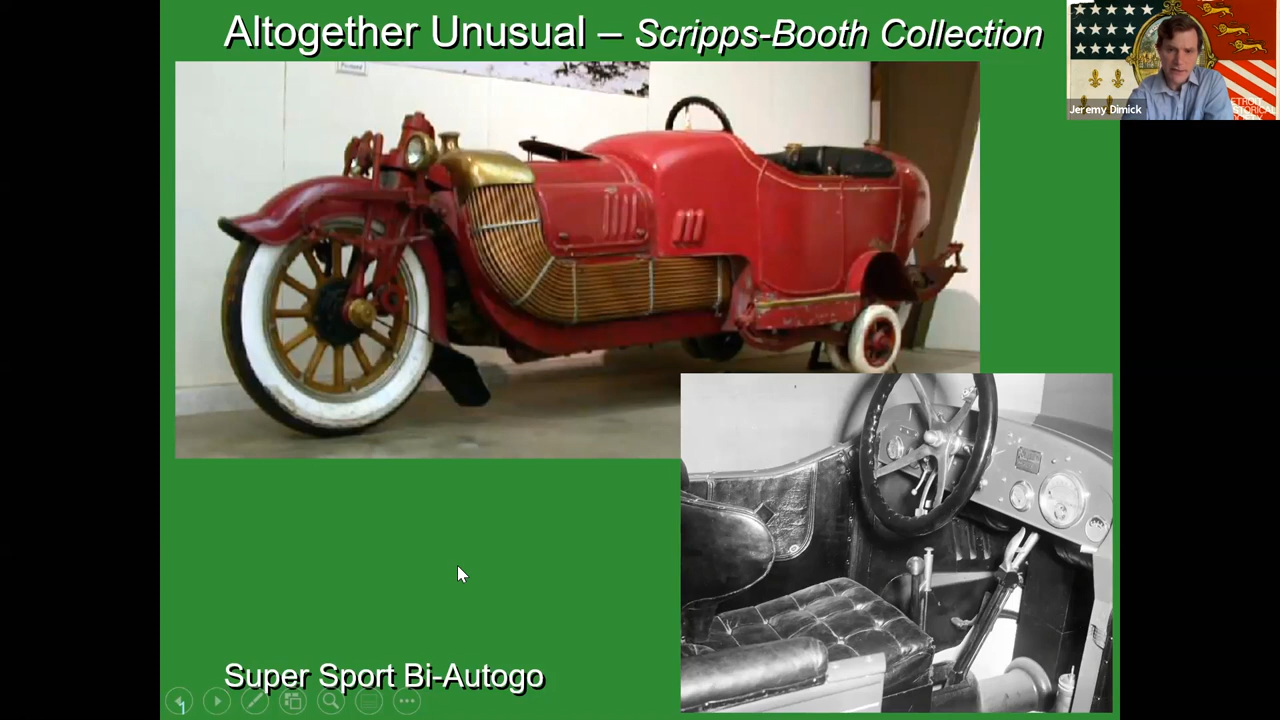 Altogether Unusual – Scripps-Booth Collection
Jeremy Dimick
Super Sport Bi-Autogo